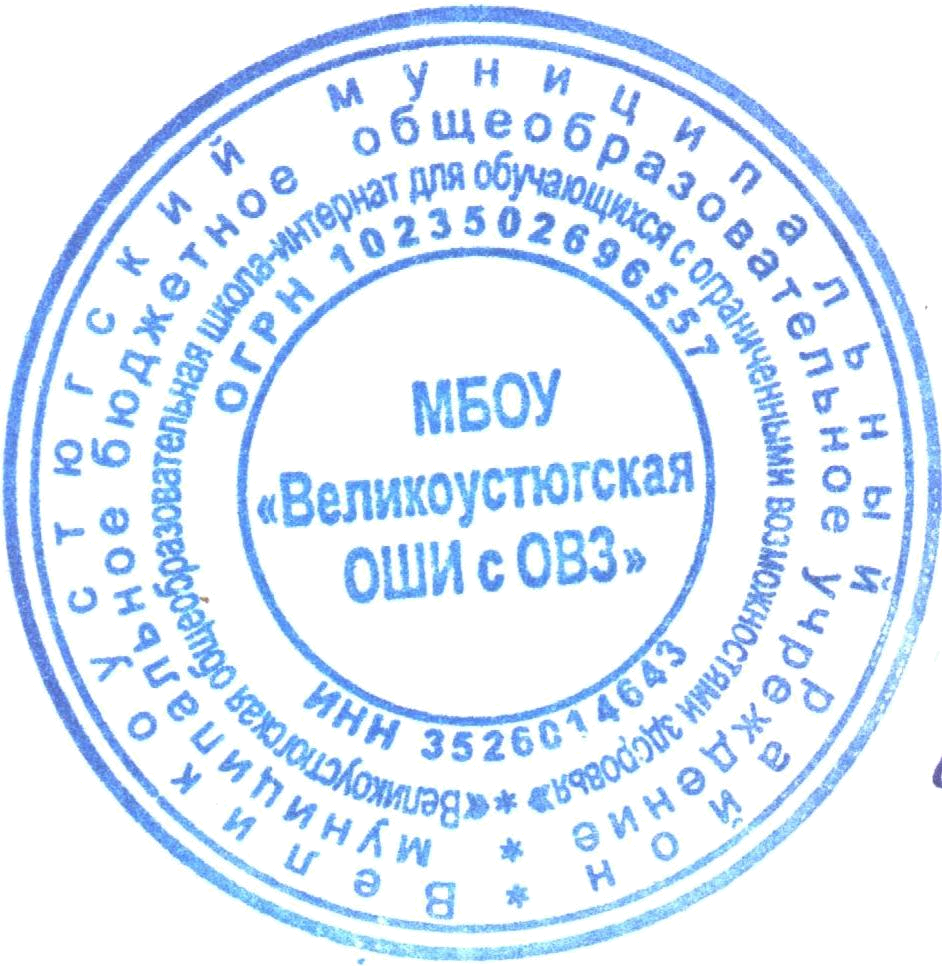 * Великоустюгский муниципальный район
* муниципальное бюджетное общеобразовательное учреждение
* «Великоустюгская общеобразовательная школа-интернат для обучающихся с ограниченными возможностями здоровья»
ОГРН 1023502696557
ИНН 3526014643
МБОУ
«Великоустюгская
ОШИ с ОВЗ»